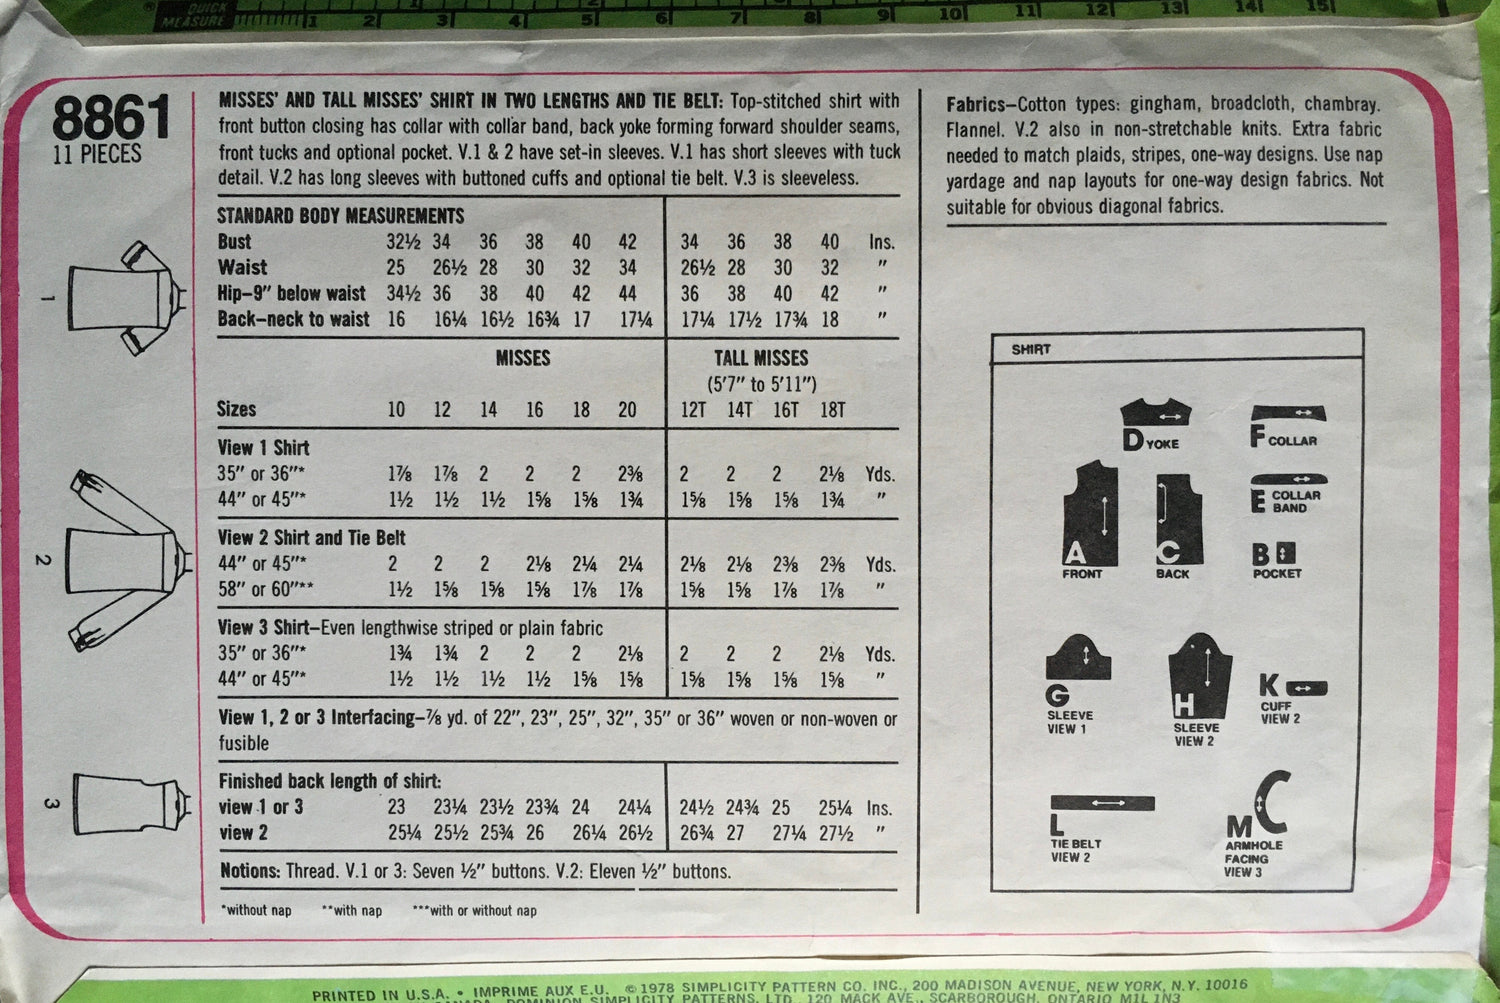 QUICK
MEASURE 1 2 3 4 5 6 7 8 9 10 11 12 13 14 15
8861
11 PIECES
MISSES' AND TALL MISSES' SHIRT IN TWO LENGTHS AND TIE BELT: Top-stitched shirt with
front button closing has collar with collar band, back yoke forming forward shoulder seams,
front tucks and optional pocket. V.1 & 2 have set-in sleeves. V.1 has short sleeves with tuck
detail. V.2 has long sleeves with buttoned cuffs and optional tie belt. V.3 is sleeveless.
STANDARD BODY MEASUREMENTS
Bust 32½ 34 36 38 40 42 34 36 38 40 Ins.
Waist 25 26½ 28 30 32 34 26½ 28 30 32 "
Hip–9" below waist 34½ 36 38 40 42 44 36 38 40 42 "
Back–neck to waist 16 16¼ 16½ 16¾ 17 17¼ 17¼ 17½ 17¾ 18 "
MISSES TALL MISSES
(5'7" to 5'11")
Sizes 10 12 14 16 18 20 12T 14T 16T 18T
View 1 Shirt
35" or 36"* 1⅞ 1⅞ 2 2 2 2⅜ 2 2 2 2⅛ Yds.
44" or 45"* 1½ 1½ 1½ 1⅝ 1⅝ 1¾ 1⅝ 1⅝ 1⅝ 1¾ "
View 2 Shirt and Tie Belt
44" or 45"* 2 2 2 2⅛ 2¼ 2¼ 2⅛ 2⅛ 2⅜ 2⅜ Yds.
58" or 60"** 1½ 1⅝ 1⅝ 1⅝ 1⅞ 1⅞ 1⅝ 1⅝ 1⅞ 1⅞ "
View 3 Shirt–Even lengthwise striped or plain fabric
35" or 36"* 1¾ 1¾ 2 2 2 2⅛ 2 2 2 2⅛ Yds.
44" or 45"* 1½ 1½ 1½ 1½ 1⅝ 1⅝ 1⅝ 1⅝ 1⅝ 1⅝ "
View 1, 2 or 3 Interfacing–⅞ yd. of 22", 23", 25", 32", 35" or 36" woven or non-woven or
fusible
Finished back length of shirt:
view 1 or 3 23 23¼ 23½ 23¾ 24 24¼ 24½ 24¾ 25 25¼ Ins.
view 2 25¼ 25½ 25¾ 26 26¼ 26½ 26¾ 27 27¼ 27½ "
Notions: Thread. V.1 or 3: Seven ½" buttons. V.2: Eleven ½" buttons.
*without nap **with nap ***with or without nap
1
2
3
Fabrics–Cotton types: gingham, broadcloth, chambray.
Flannel. V.2 also in non-stretchable knits. Extra fabric
needed to match plaids, stripes, one-way designs. Use nap
yardage and nap layouts for one-way design fabrics. Not
suitable for obvious diagonal fabrics.
SHIRT
D YOKE
F COLLAR
A
FRONT
C
BACK
E COLLAR
BAND
B
POCKET
G
SLEEVE
VIEW 1
H
SLEEVE
VIEW 2
K
CUFF
VIEW 2
L
TIE BELT
VIEW 2
M
ARMHOLE
FACING
VIEW 3
PRINTED IN U.S.A. • IMPRIME AUX E.U. © 1978 SIMPLICITY PATTERN CO. INC., 200 MADISON AVENUE, NEW YORK, N.Y. 10016
CANADA DOMINION SIMPLICITY PATTERNS, LTD. 120 MACK AVE., SCARBOROUGH, ONTARIO M1L 1N3